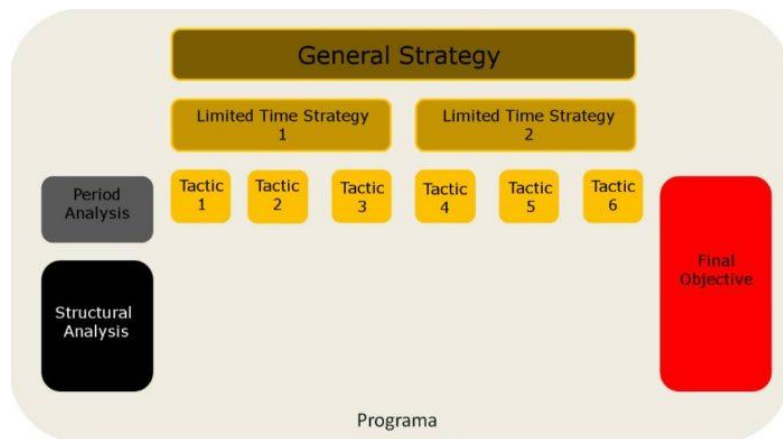 General Strategy
Limited Time Strategy
1
Limited Time Strategy
2
Period
Analysis
Tactic
1
Tactic
2
Tactic
3
Tactic
4
Tactic
5
Tactic
6
Final
Objective
Structural
Analysis
Programa